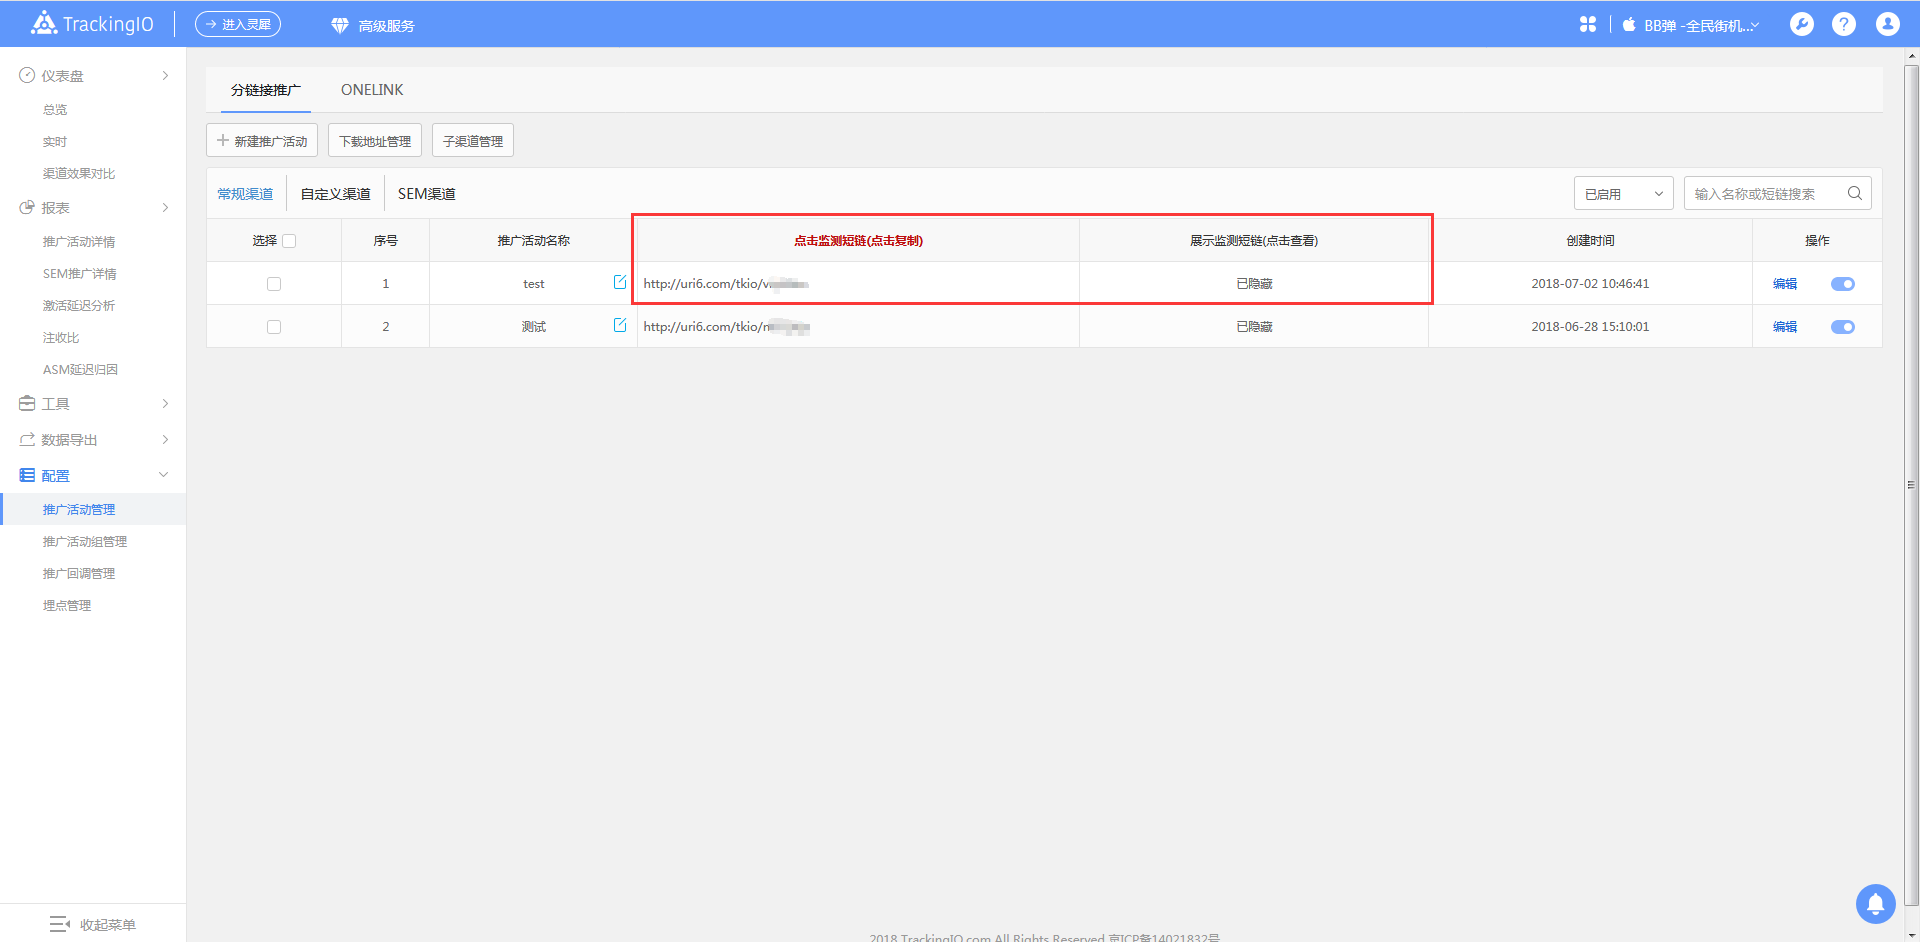 TrackingIO 进入灵犀 高级服务 BB弹 -全民街机...
仪表盘
总览
实时
渠道效果对比
报表
推广活动详情
SEM推广详情
激活延迟分析
注收比
ASM延迟归因
工具
数据导出
配置
推广活动管理
推广活动组管理
推广回调管理
埋点管理
收起菜单
分链接推广 ONELINK
新建推广活动 下载地址管理 子渠道管理
常规渠道 自定义渠道 SEM渠道 已启用 输入名称或短链搜索
选择 序号 推广活动名称 点击监测短链(点击复制) 展示监测短链(点击查看) 创建时间 操作
1 test http://uri6.com/tkio/v 已隐藏 2018-07-02 10:46:41 编辑
2 测试 http://uri6.com/tkio/n 已隐藏 2018-06-28 15:10:01 编辑
2018 TrackingIO.com All Rights Reserved 京ICP备14021832号